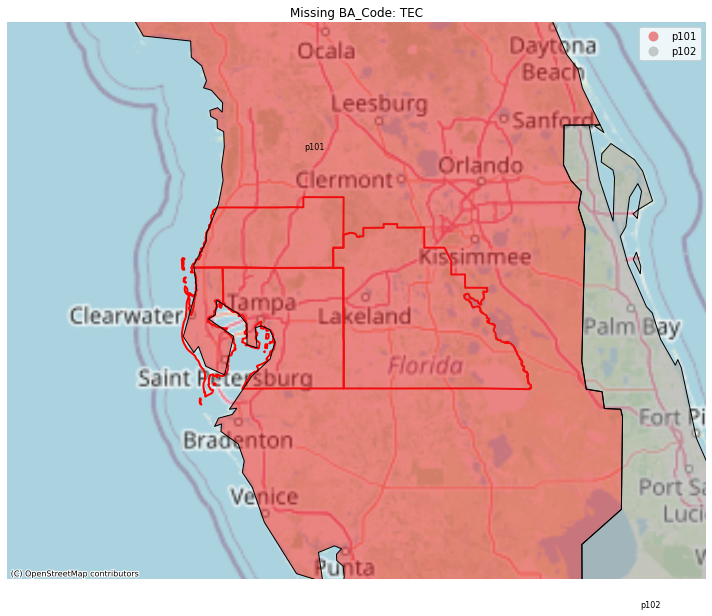 Missing BA_Code: TEC
p101
p102
Ocala
Daytona
Beach
Leesburg
Sanford
p101
Orlando
Clermont
Kissimmee
Clearwater
Tampa
Lakeland
Palm Bay
Florida
Saint Petersburg
Fort Pi
Bradenton
Port Sa
Venice
Luci
W
Punta
(C) OpenStreetMap contributors
p102